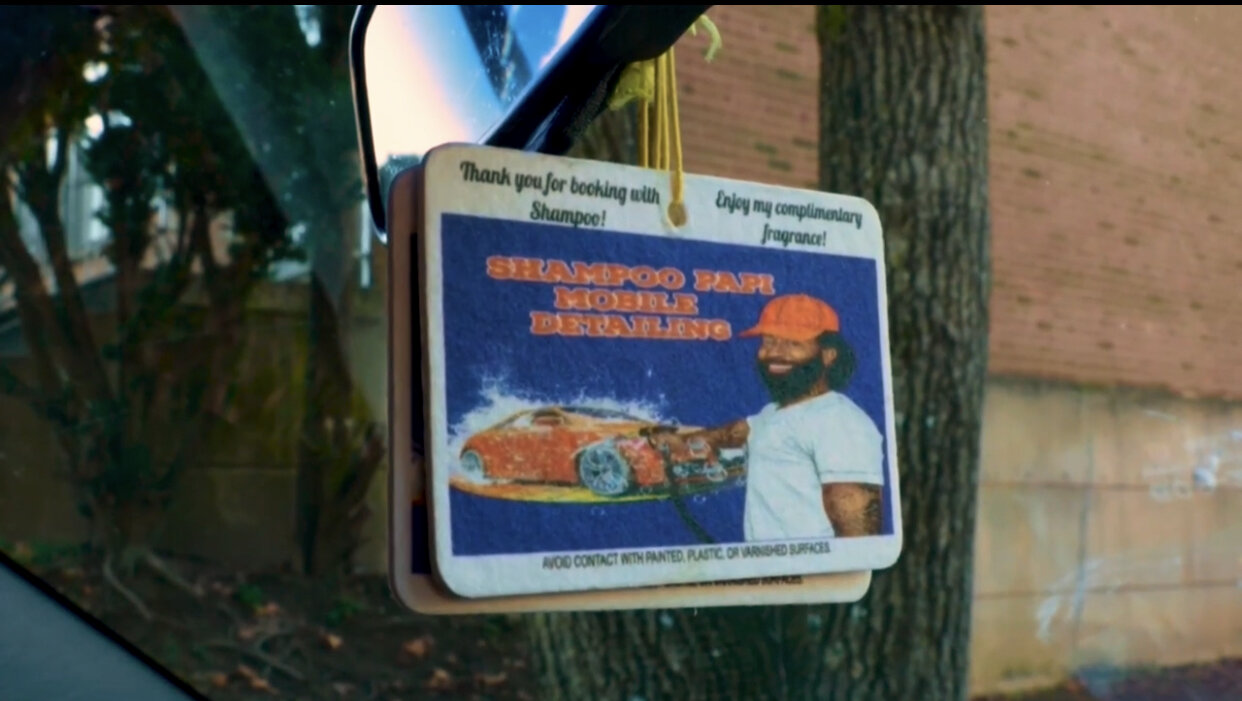 Thank you for booking with
Shampoo!
Enjoy my complimentary
fragrance!
SHAMPOO PAPI
MOBILE
DETAILING
AVOID CONTACT WITH PAINTED, PLASTIC, OR VARNISHED SURFACES.